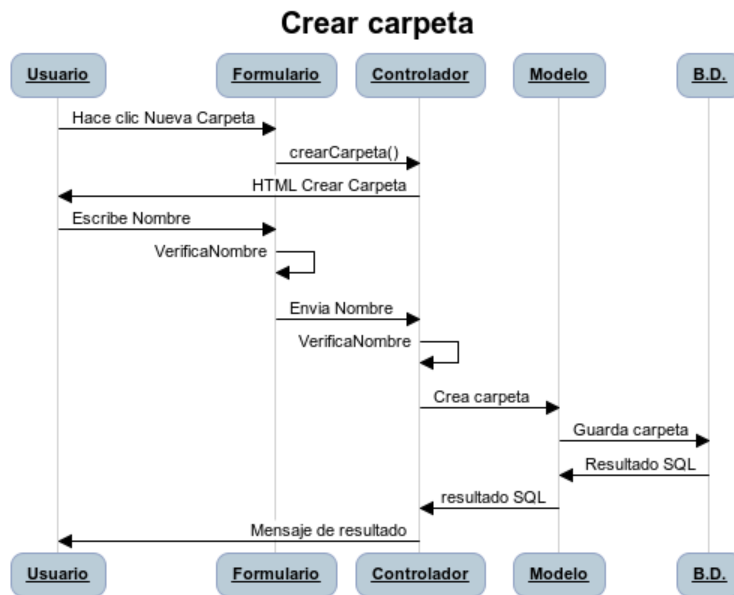 Crear carpeta
Usuario Formulario Controlador Modelo B.D.
Hace clic Nueva Carpeta
crearCarpeta()
HTML Crear Carpeta
Escribe Nombre
VerificaNombre
Envia Nombre
VerificaNombre
Crea carpeta
Guarda carpeta
Resultado SQL
resultado SQL
Mensaje de resultado
Usuario Formulario Controlador Modelo B.D.